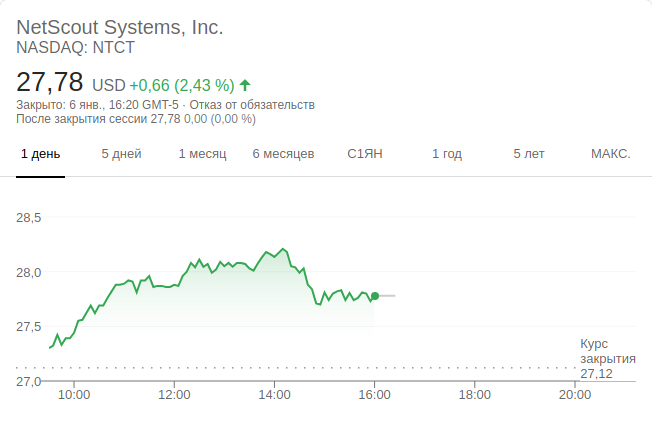 NetScout Systems, Inc.
NASDAQ: NTCT
27,78 USD +0,66 (2,43 %)
Закрыто: 6 янв., 16:20 GMT-5 · Отказ от обязательств
После закрытия сессии 27,78 0,00 (0,00 %)
1 день 5 дней 1 месяц 6 месяцев С1ЯН 1 год 5 лет МАКС.
28,5
28,0
27,5
Курс
закрытия
27,12
27,0
10:00 12:00 14:00 16:00 18:00 20:00